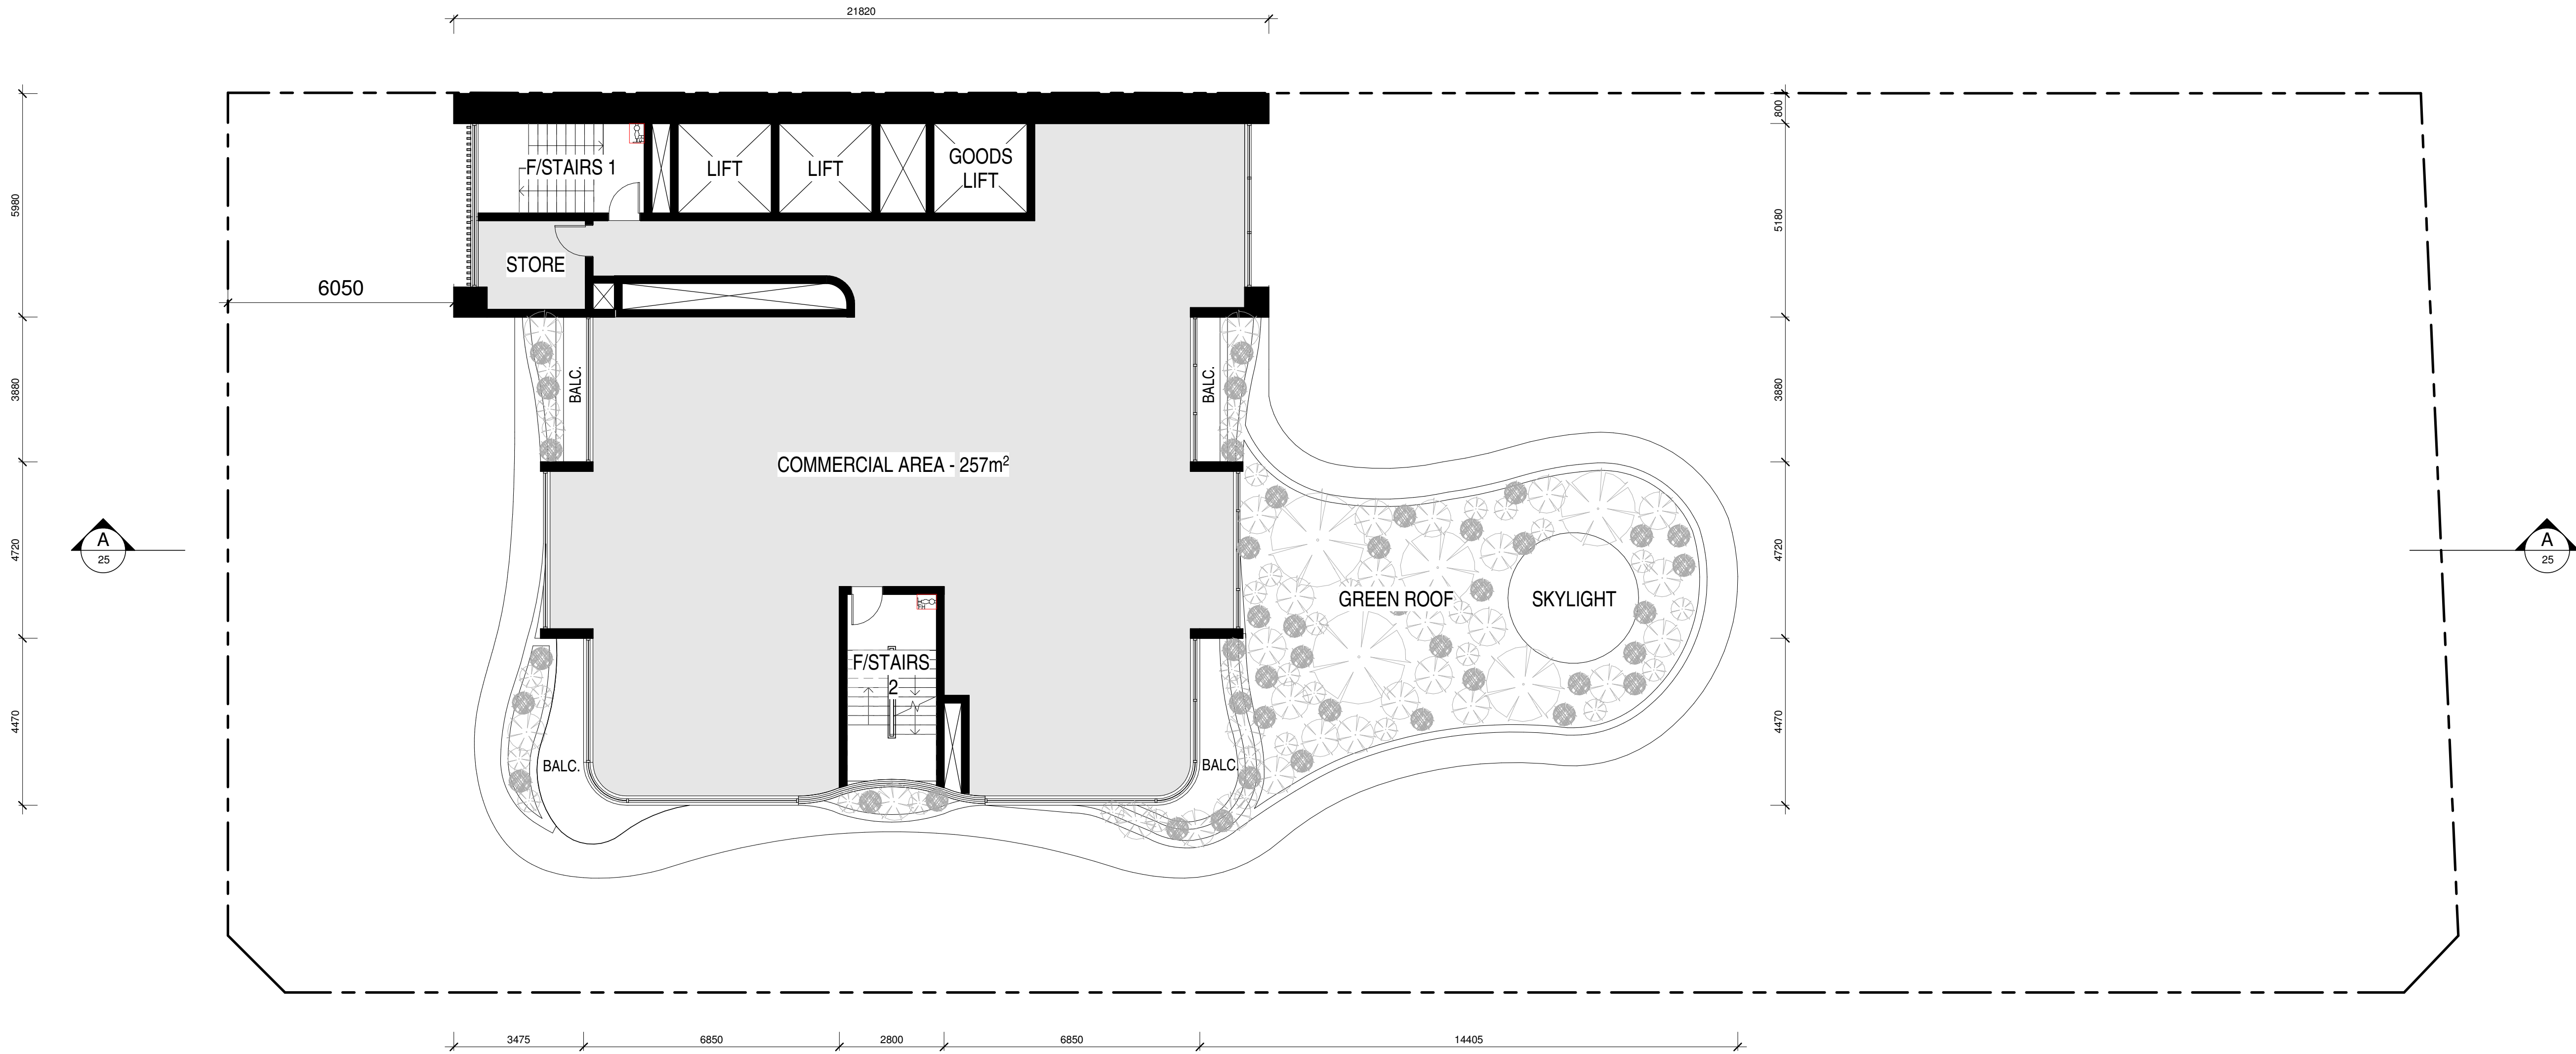 21820
800
F/STAIRS 1
LIFT
LIFT
GOODS
LIFT
5980
5180
STORE
6050
3880
BALC.
BALC.
3880
COMMERCIAL AREA - 257m²
A
25
4720
4720
A
25
GREEN ROOF
SKYLIGHT
F/STAIRS
2
4470
4470
BALC.
BALC.
3475
6850
2800
6850
14405